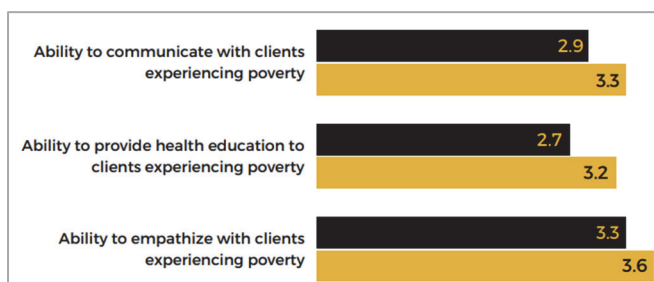 Ability to communicate with clients
experiencing poverty
2.9
3.3
Ability to provide health education to
clients experiencing poverty
2.7
3.2
Ability to empathize with clients
experiencing poverty
3.3
3.6